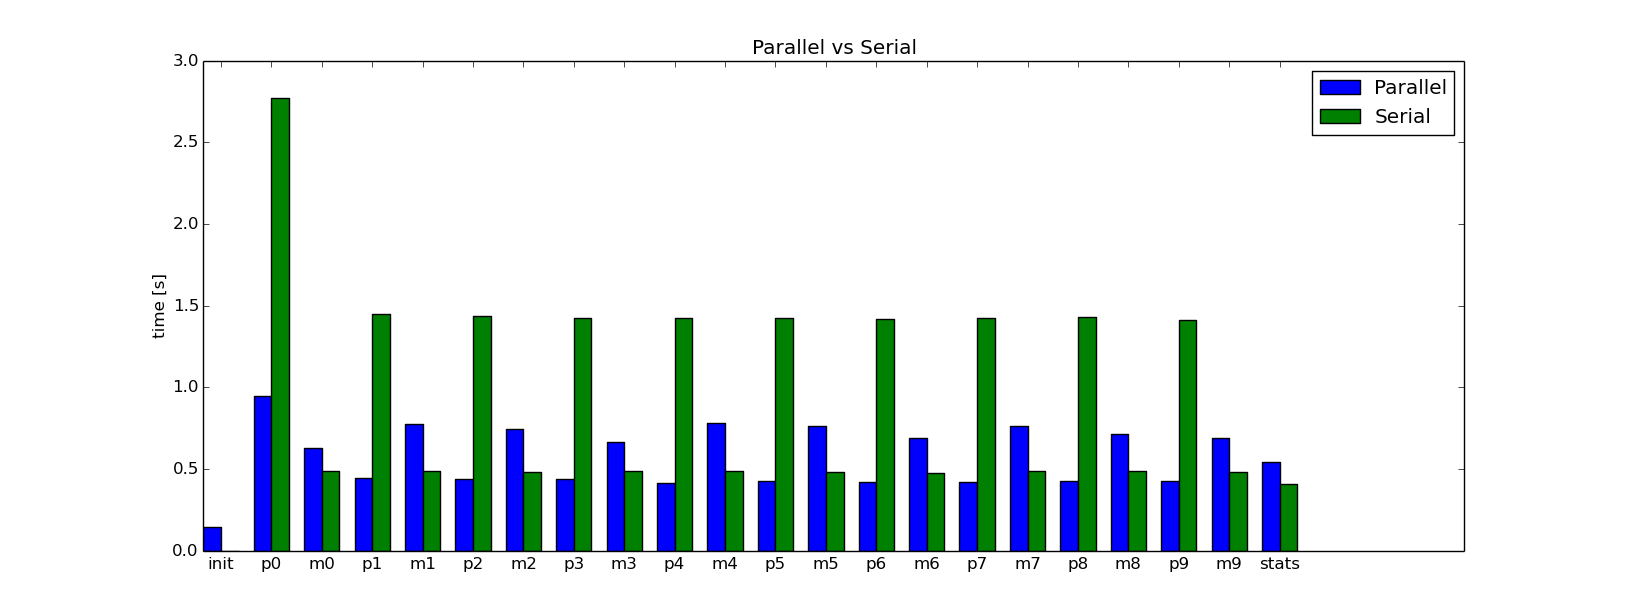 Parallel vs Serial
3.0
2.5
2.0
1.5
1.0
0.5
0.0
time [s]
Parallel
Serial
init p0 m0 p1 m1 p2 m2 p3 m3 p4 m4 p5 m5 p6 m6 p7 m7 p8 m8 p9 m9 stats